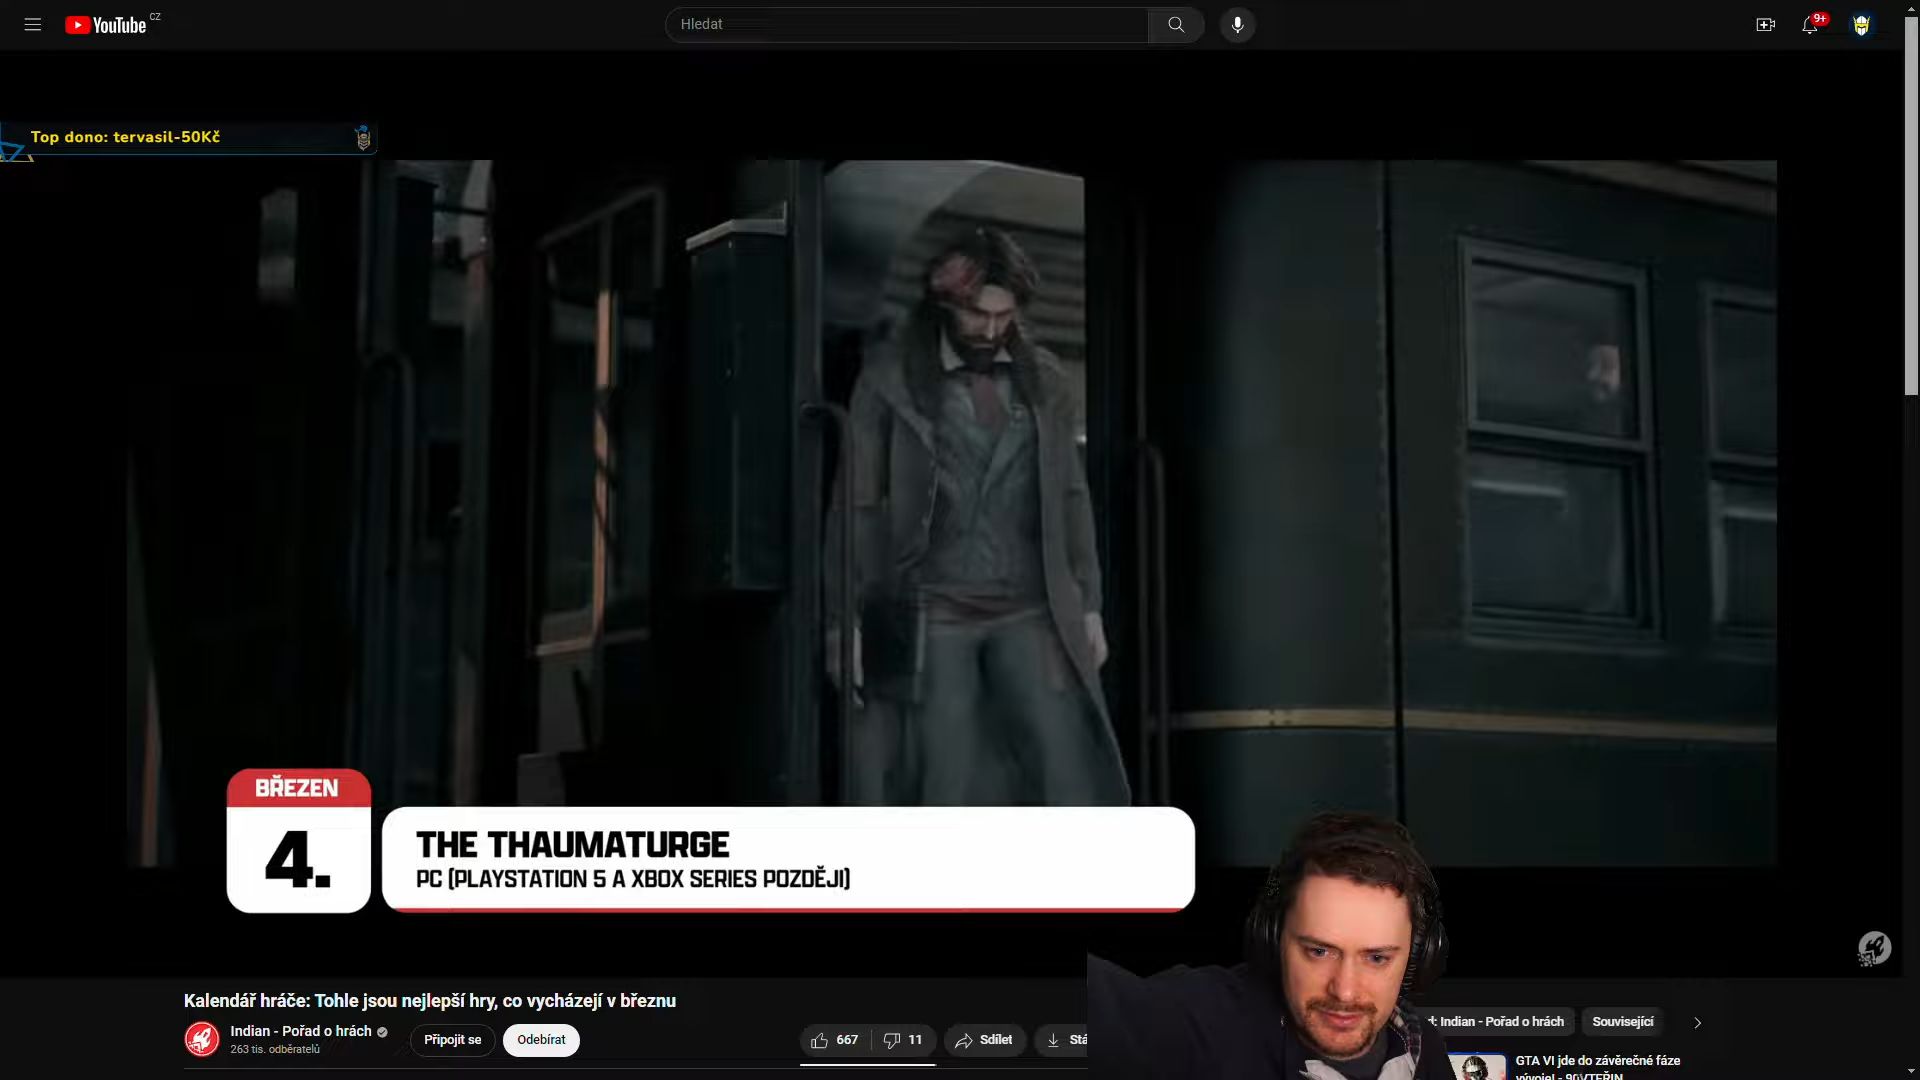 YouTube CZ
Hledat
9+
Top dono: tervasil-50Kč
BŘEZEN
4.
THE THAUMATURGE
PC (PLAYSTATION 5 A XBOX SERIES POZDĚJI)
Kalendář hráče: Tohle jsou nejlepší hry, co vycházejí v březnu
Indian - Pořad o hrách
263 tis. odběratelů
Připojit se
Odebírat
667
11
Sdílet
Indian - Pořad o hrách
Související
GTA VI jde do závěrečné fáze
vývoje! - 90VTEŘIN